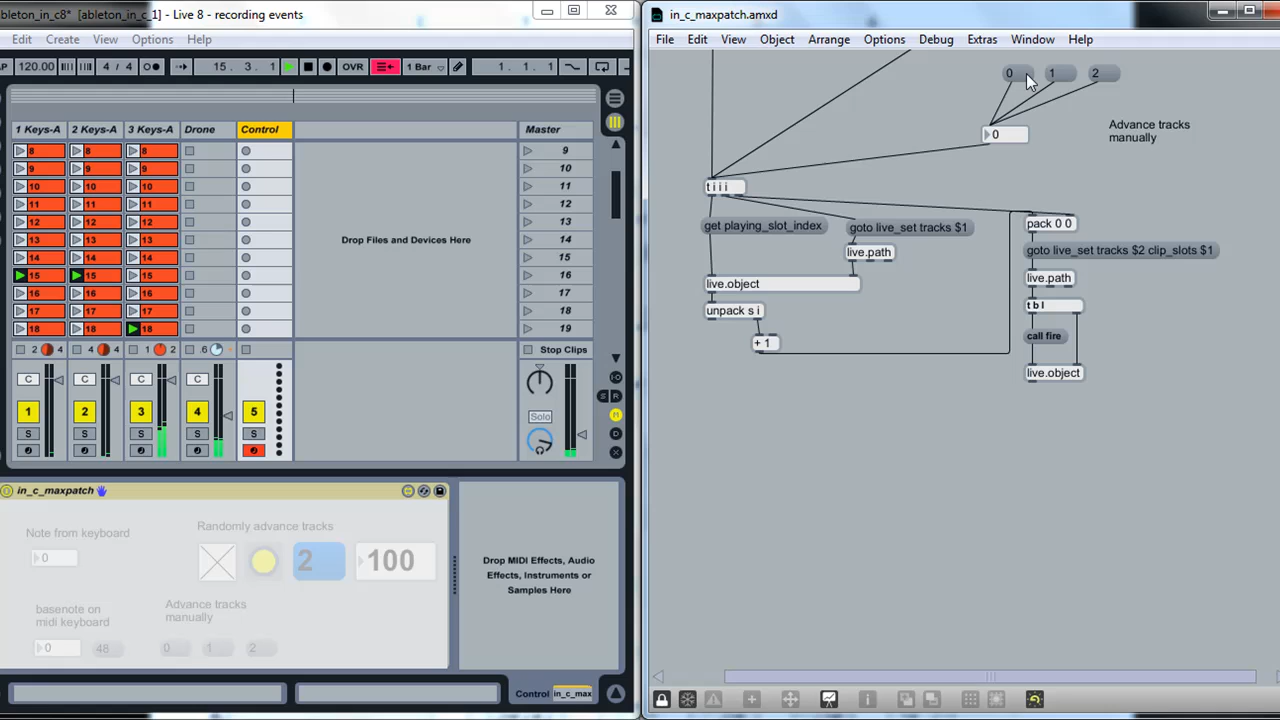 bleton_in_c8* [ableton_in_c_1] - Live 8 - recording events
Edit Create View Options Help
AP 120.00 4 / 4 15. 3. 1 OVR 1 Bar 1. 1. 1
1 Keys-A 2 Keys-A 3 Keys-A Drone Control Master
8 8 8 9
9 9 9 10
10 10 10 11
11 11 11 12
12 12 12 13
13 13 13 Drop Files and Devices Here 14
14 14 14 15
15 15 15 16
16 16 16 17
17 17 17 18
18 18 18 19
2 4 4 4 1 2 .6 Stop Clips
C C C C
Solo
1 2 3 4 5
S S S S S
S R
M
D
in_c_maxpatch
Note from keyboard
0
Randomly advance tracks
2 100
basenote on
midi keyboard
0 48
Advance tracks
manually
0 1 2
Drop MIDI Effects, Audio
Effects, Instruments or
Samples Here
Control in_c_max
in_c_maxpatch.amxd
File Edit View Object Arrange Options Debug Extras Window Help
0 1 2
0
Advance tracks
manually
t i i i
get playing_slot_index
goto live_set tracks $1
pack 0 0
live.path
goto live_set tracks $2 clip_slots $1
live.object
live.path
unpack s i
t b l
+ 1
call fire
live.object